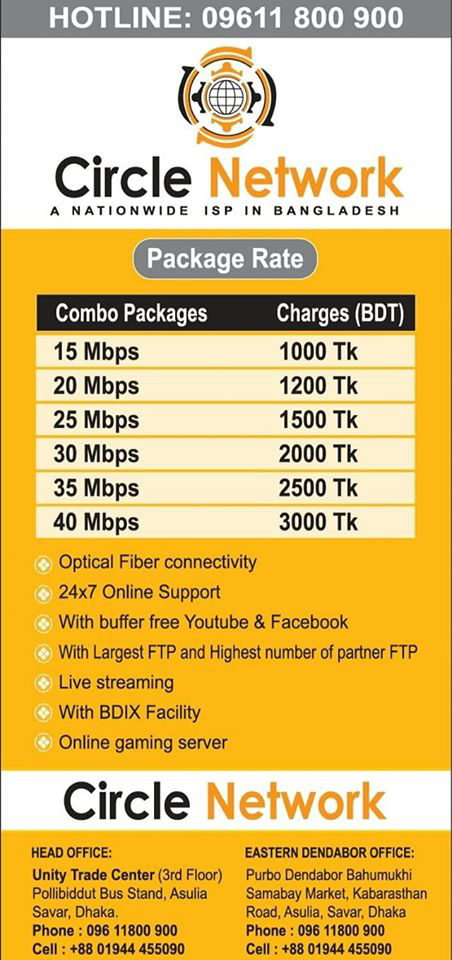 HOTLINE: 09611 800 900
Circle Network
A NATIONWIDE ISP IN BANGLADESH
Package Rate
Combo Packages Charges (BDT)
15 Mbps 1000 Tk
20 Mbps 1200 Tk
25 Mbps 1500 Tk
30 Mbps 2000 Tk
35 Mbps 2500 Tk
40 Mbps 3000 Tk
Optical Fiber connectivity
24x7 Online Support
With buffer free Youtube & Facebook
With Largest FTP and Highest number of partner FTP
Live streaming
With BDIX Facility
Online gaming server
Circle Network
HEAD OFFICE:
Unity Trade Center (3rd Floor)
Pollibiddut Bus Stand, Asulia
Savar, Dhaka.
Phone : 096 11800 900
Cell : +88 01944 455090
EASTERN DENDABOR OFFICE:
Purbo Dendabor Bahumukhi
Samabay Market, Kabarasthan
Road, Asulia, Savar, Dhaka
Phone : 096 11800 900
Cell : +88 01944 455090